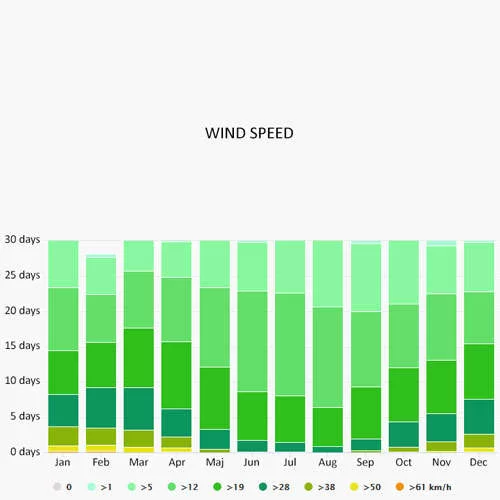 WIND SPEED
30 days
25 days
20 days
15 days
10 days
5 days
0 days
Jan Feb Mar Apr Maj Jun Jul Aug Sep Oct Nov Dec
0 >1 >5 >12 >19 >28 >38 >50 >61 km/h